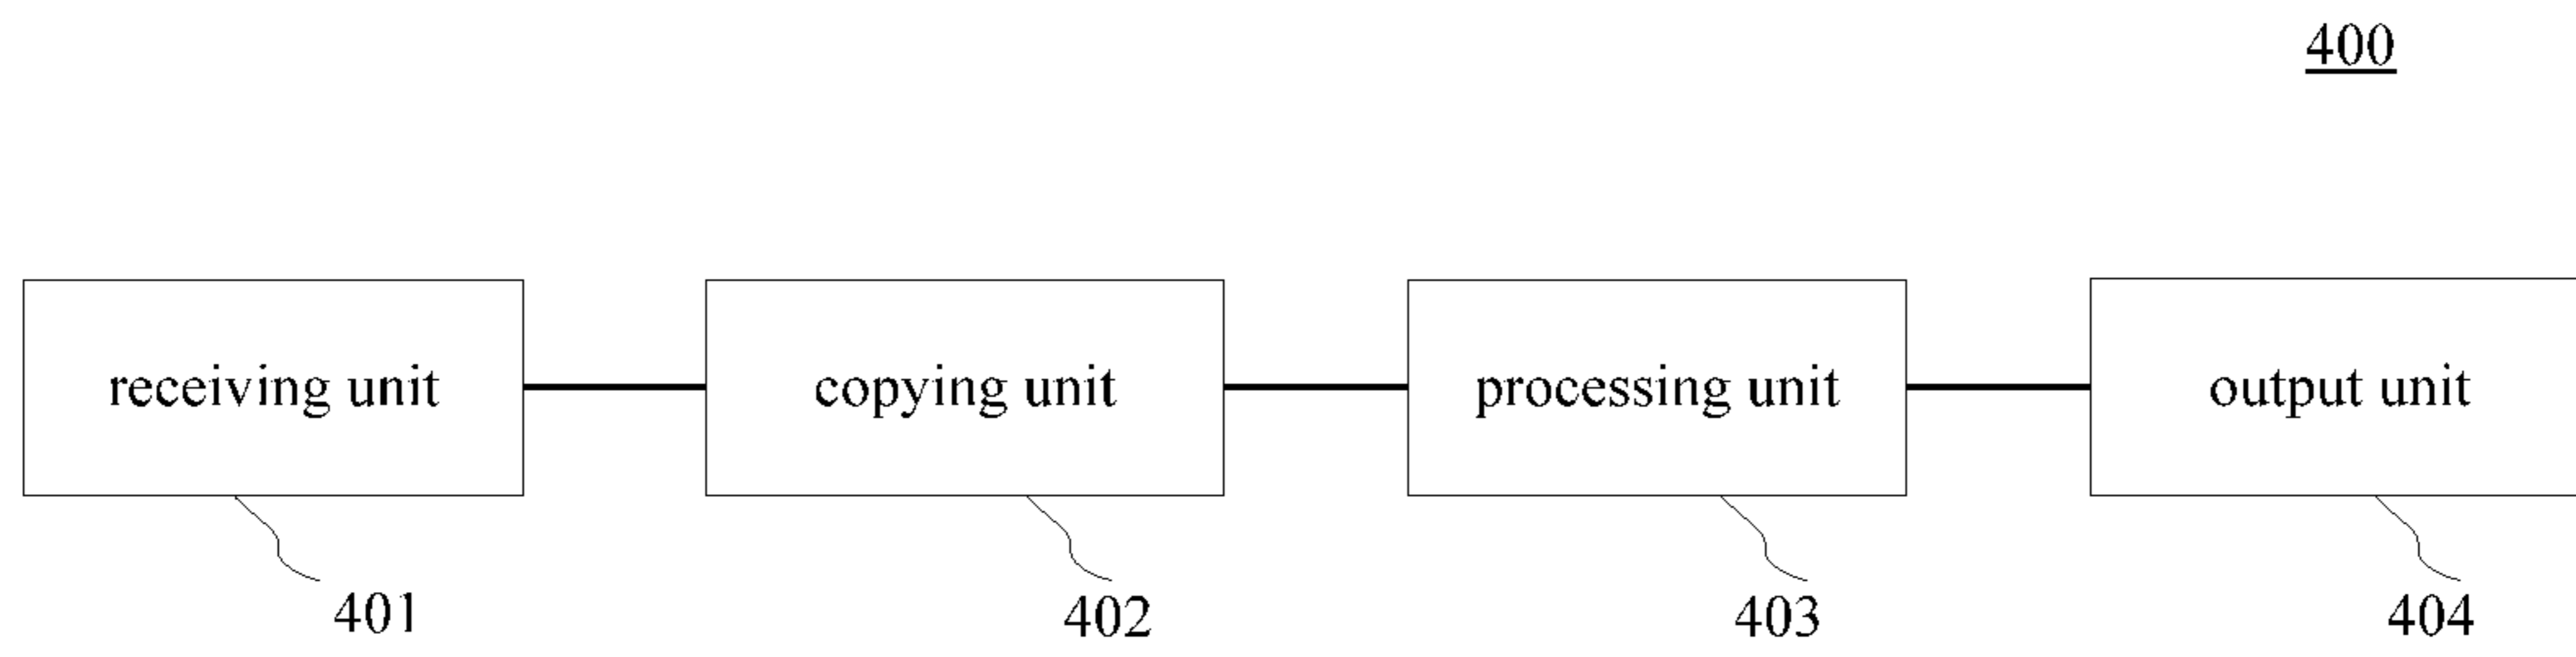 400
receiving unit
copying unit
processing unit
output unit
401
402
403
404